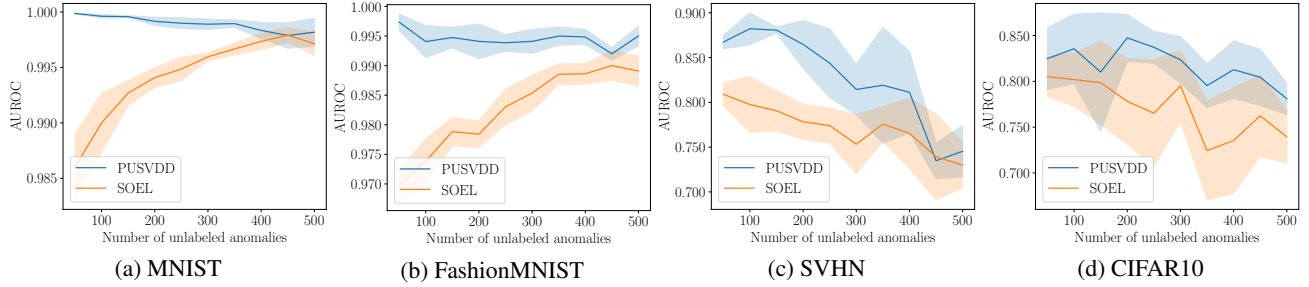 1.000
0.995
0.990
0.985
AUROC
PUSVDD
SOEL
100 200 300 400 500
Number of unlabeled anomalies
(a) MNIST
1.000
0.995
0.990
0.985
0.980
0.975
0.970
AUROC
PUSVDD
SOEL
100 200 300 400 500
Number of unlabeled anomalies
(b) FashionMNIST
0.900
0.850
0.800
0.750
0.700
AUROC
PUSVDD
SOEL
100 200 300 400 500
Number of unlabeled anomalies
(c) SVHN
0.850
0.800
0.750
0.700
AUROC
PUSVDD
SOEL
100 200 300 400 500
Number of unlabeled anomalies
(d) CIFAR10